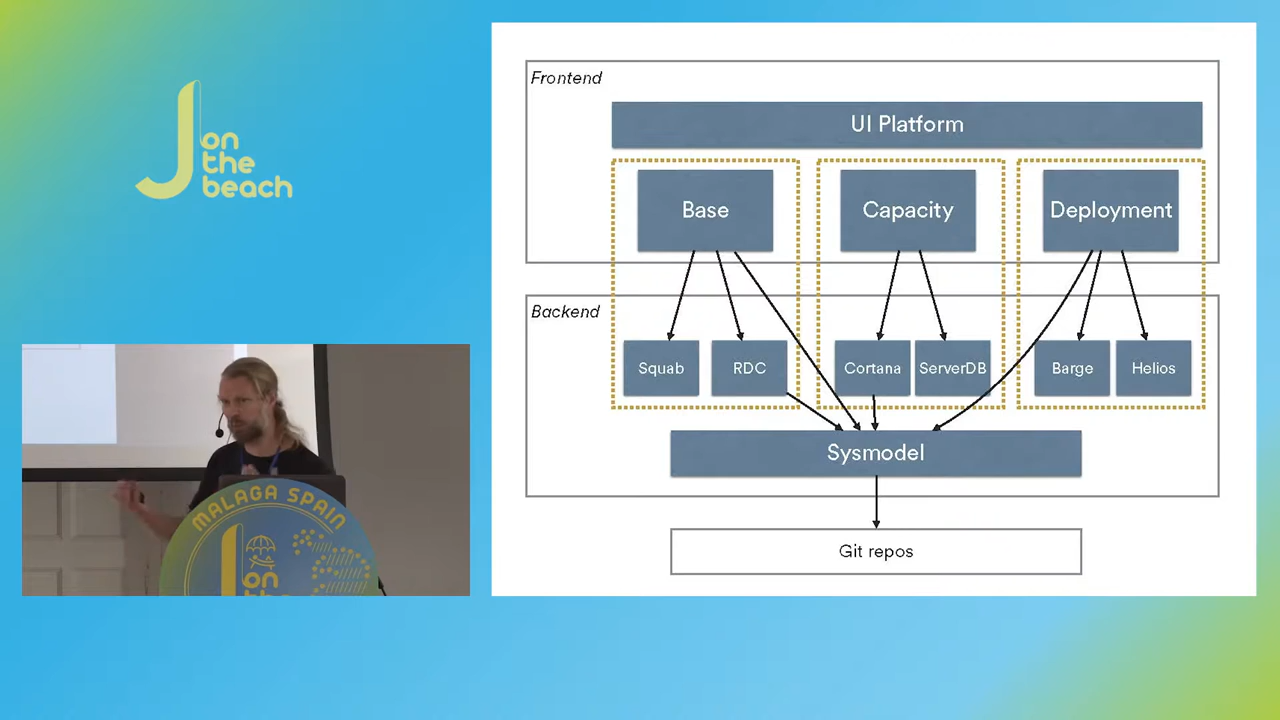 J on
the
beach
Frontend
UI Platform
Base
Capacity
Deployment
Backend
Squab
RDC
Cortana
ServerDB
Barge
Helios
Sysmodel
Git repos
MALAGA SPAIN
J on